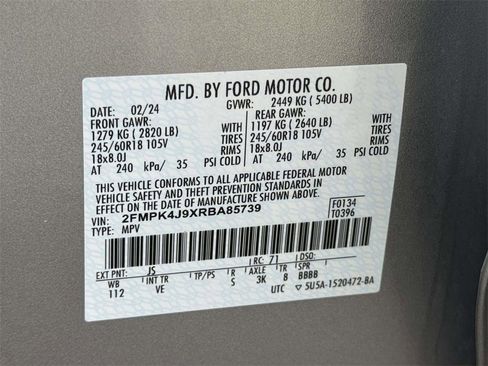 MFD. BY FORD MOTOR CO.
DATE: 02/24 GVWR: 2449 KG ( 5400 LB)
FRONT GAWR: REAR GAWR:
1279 KG ( 2820 LB) WITH 1197 KG ( 2640 LB) WITH
245/60R18 105V TIRES 245/60R18 105V TIRES
18x8.0J RIMS 18x8.0J RIMS
AT 240 kPa/ 35 PSI COLD AT 240 kPa/ 35 PSI COLD
THIS VEHICLE CONFORMS TO ALL APPLICABLE FEDERAL MOTOR
VEHICLE SAFETY AND BUMPER STANDARDS IN EFFECT ON THE DATE OF
MANUFACTURE SHOWN ABOVE.
VIN: 2FMPK4J9XRBA85739 F0134
TYPE: MPV T0396
EXT PNT: JS RC: 71 DSO:
WB INT TR TP/PS R AXLE TR SPR
112 VE S 3K 8 BBBB
UTC ▽ 5U5A-1520472-BA